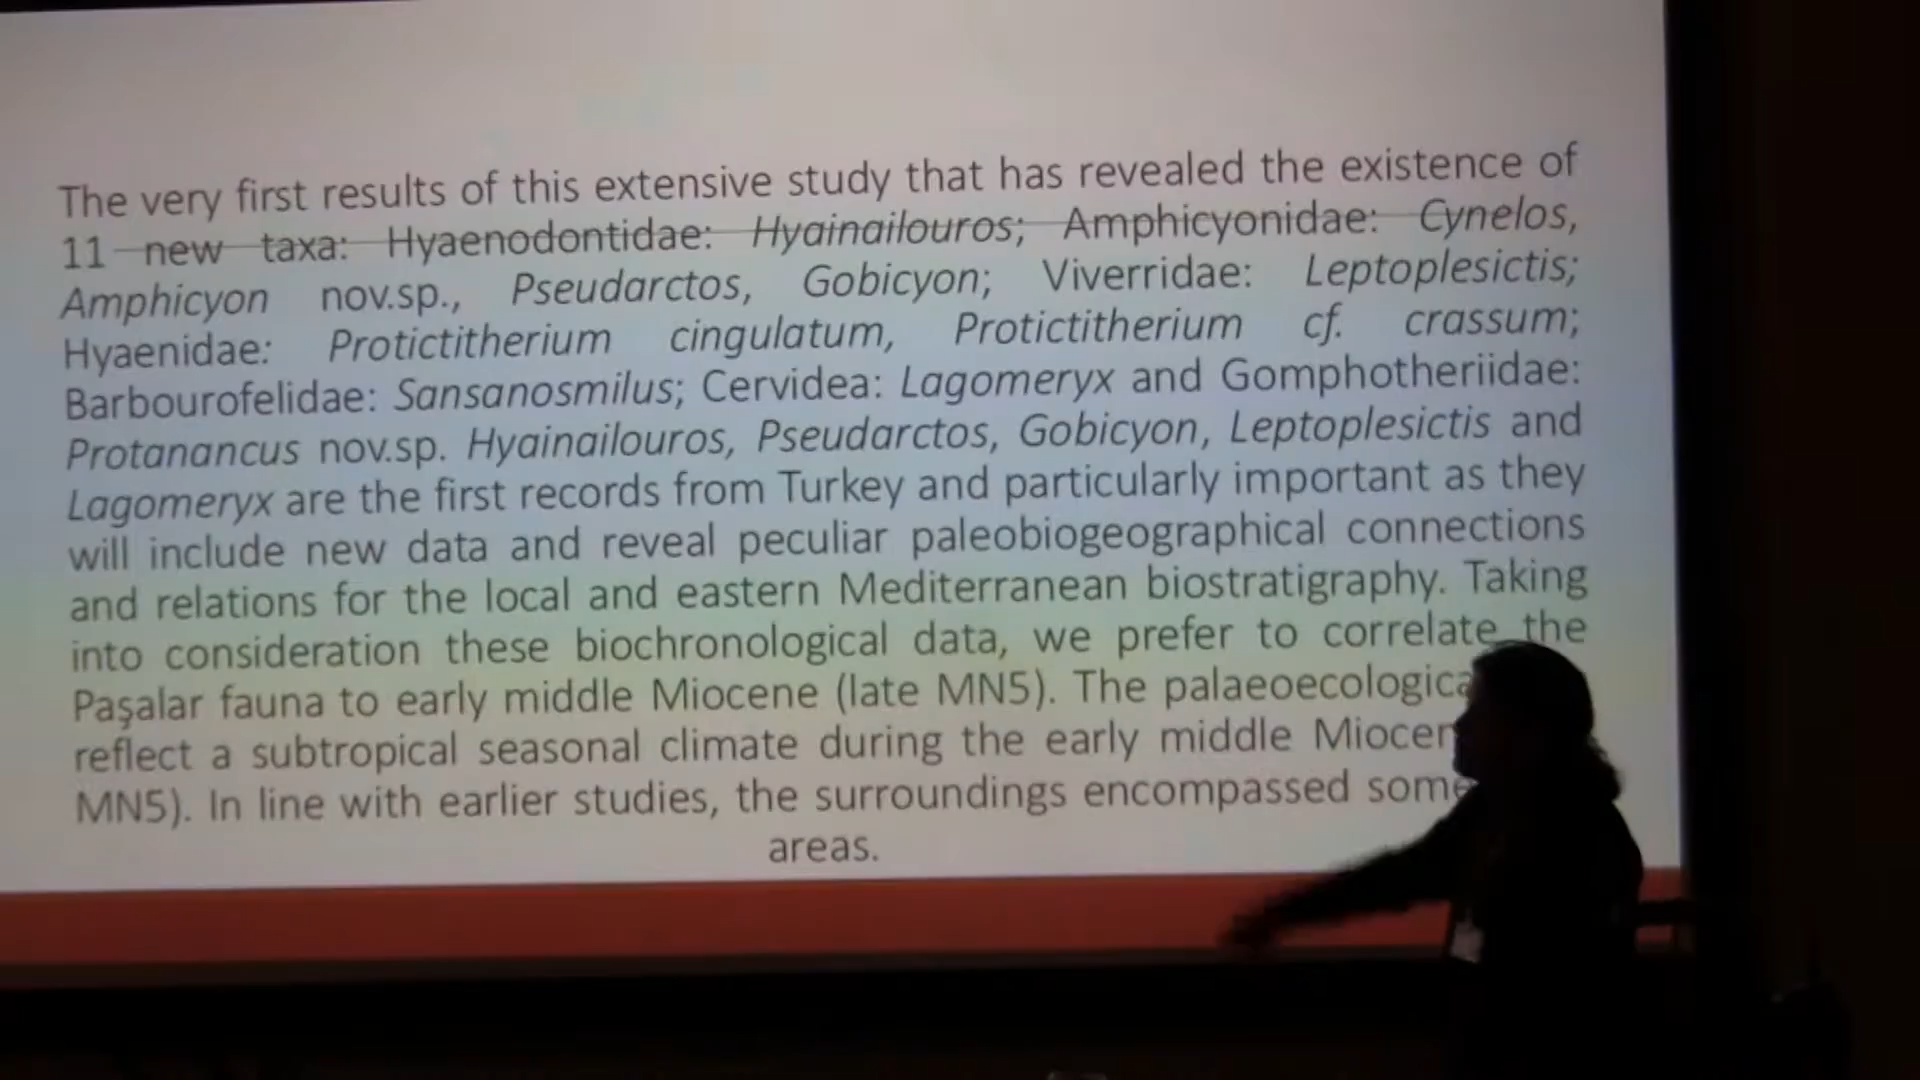 The very first results of this extensive study that has revealed the existence of
11 new taxa: Hyaenodontidae: Hyainailouros; Amphicyonidae: Cynelos,
Amphicyon nov.sp., Pseudarctos, Gobicyon; Viverridae: Leptoplesictis;
Hyaenidae: Protictitherium cingulatum, Protictitherium cf. crassum;
Barbourofelidae: Sansanosmilus; Cervidea: Lagomeryx and Gomphotheriidae:
Protanancus nov.sp. Hyainailouros, Pseudarctos, Gobicyon, Leptoplesictis and
Lagomeryx are the first records from Turkey and particularly important as they
will include new data and reveal peculiar paleobiogeographical connections
and relations for the local and eastern Mediterranean biostratigraphy. Taking
into consideration these biochronological data, we prefer to correlate the
Paşalar fauna to early middle Miocene (late MN5). The
reflect a subtropical seasonal climate during the early middle
MN5). In line with earlier studies, the surroundings encompassed some
areas.